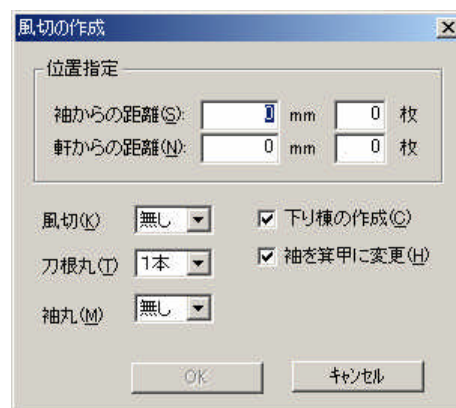 風切の作成
位置指定
袖からの距離(S): 0 mm 0 枚
軒からの距離(N): 0 mm 0 枚
風切(K) 無し 下り棟の作成(C)
刀根丸(T) 1本 袖を箕甲に変更(H)
袖丸(M) 無し
OK キャンセル